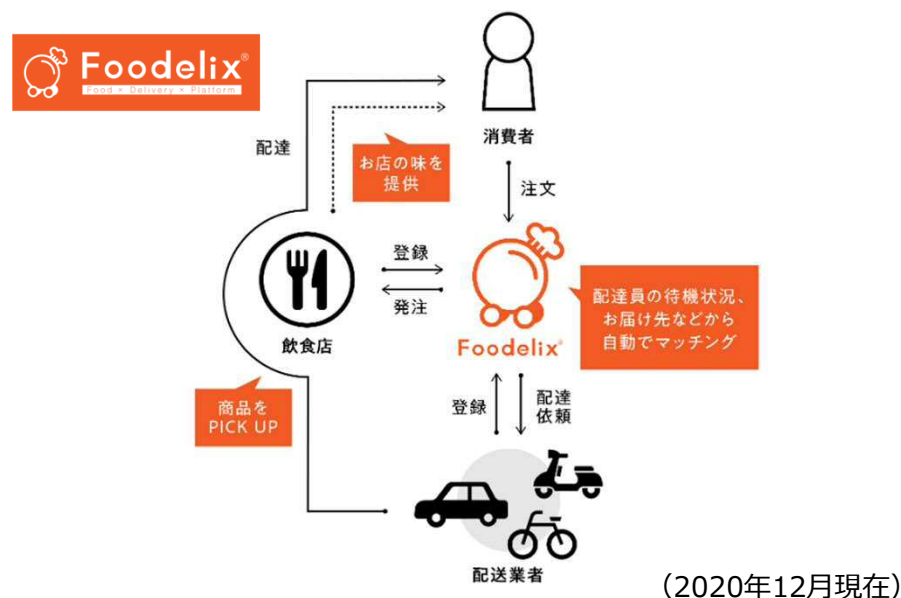 Foodelix®
Food × Delivery × Platform
消費者
配達
お店の味を
提供
注文
登録
発注
飲食店
Foodelix®
配達員の待機状況、
お届け先などから
自動でマッチング
商品を
PICK UP
登録
配達
依頼
配送業者
(2020年12月現在)